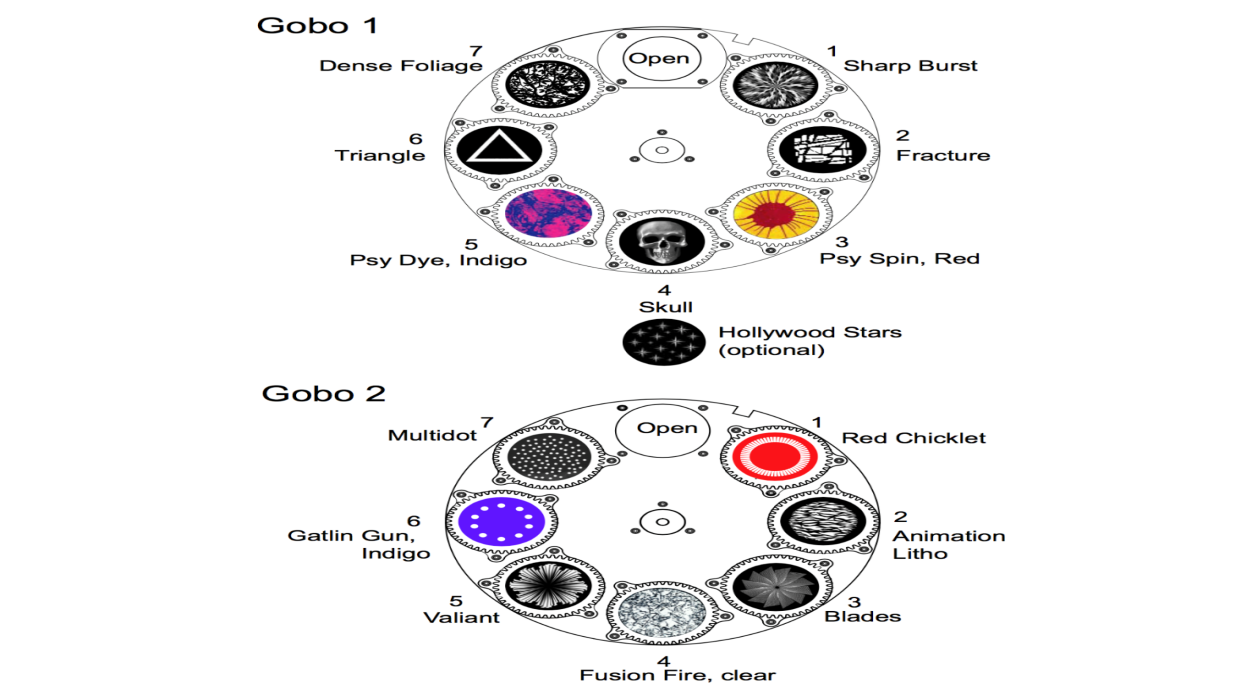 Gobo 1
Open
1
Sharp Burst
2
Fracture
3
Psy Spin, Red
4
Skull
5
Psy Dye, Indigo
6
Triangle
7
Dense Foliage
Hollywood Stars
(optional)
Gobo 2
Open
1
Red Chicklet
2
Animation
Litho
3
Blades
4
Fusion Fire, clear
5
Valiant
6
Gatlin Gun,
Indigo
7
Multidot